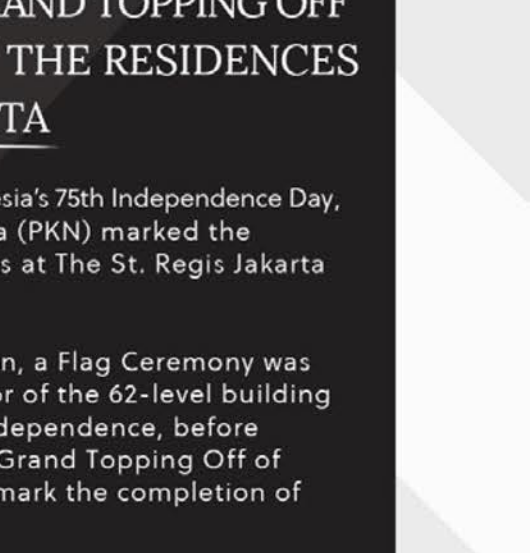 AND TOPPING OFF
THE RESIDENCES
TA
sia's 75th Independence Day,
a (PKN) marked the
s at The St. Regis Jakarta
n, a Flag Ceremony was
or of the 62-level building
dependence, before
Grand Topping Off of
mark the completion of